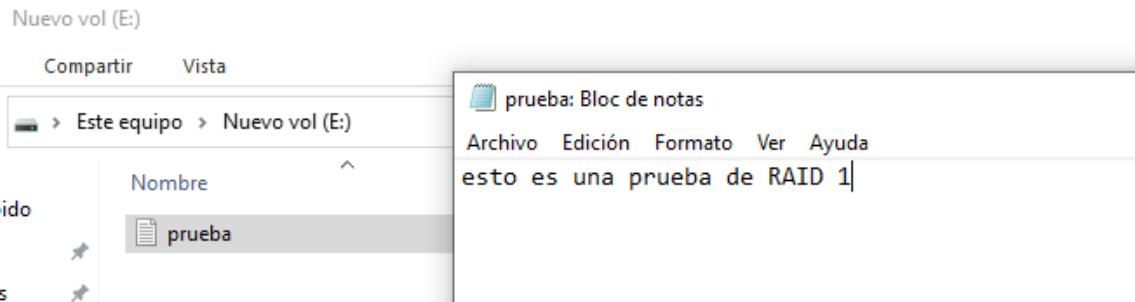 Nuevo vol (E:)
Compartir Vista
Este equipo > Nuevo vol (E:)
Nombre
ido
prueba
s
prueba: Bloc de notas
Archivo Edición Formato Ver Ayuda
esto es una prueba de RAID 1